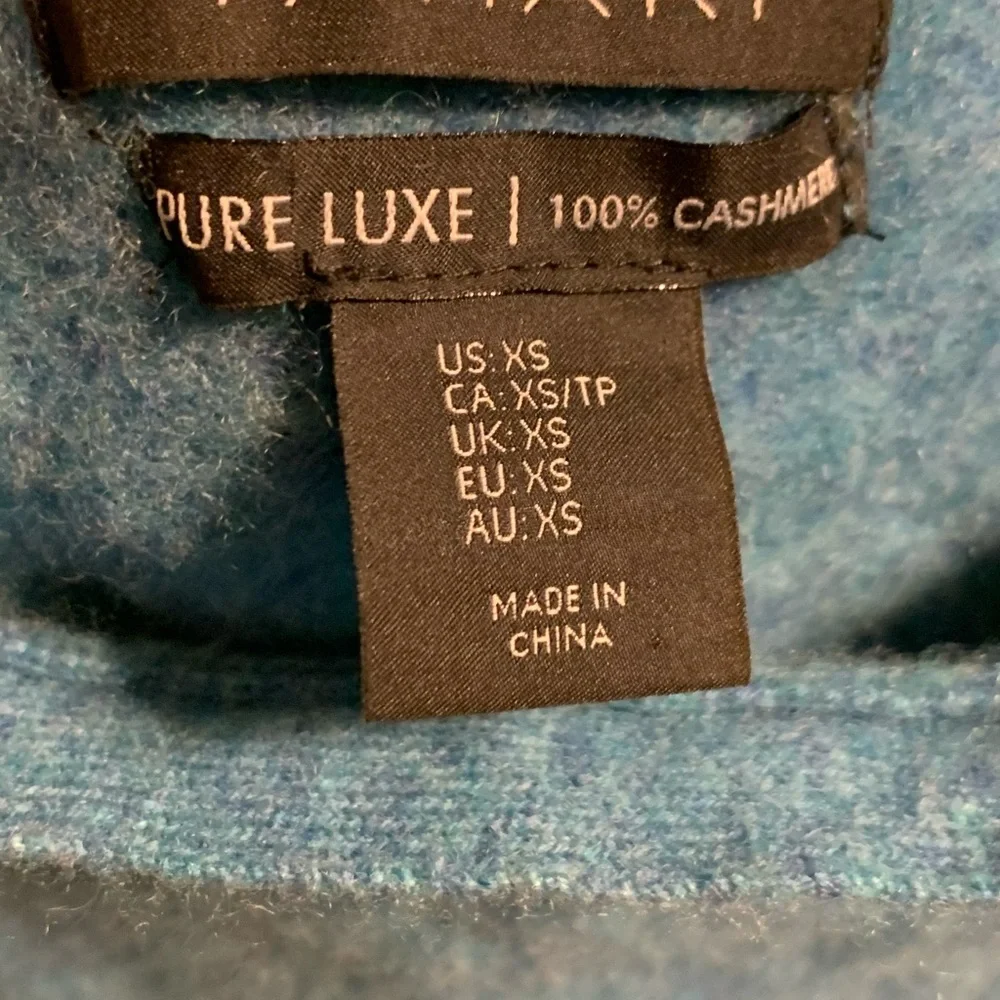 PURE LUXE | 100% CASHMERE
US: XS
CA: XS/TP
UK: XS
EU: XS
AU: XS
MADE IN
CHINA